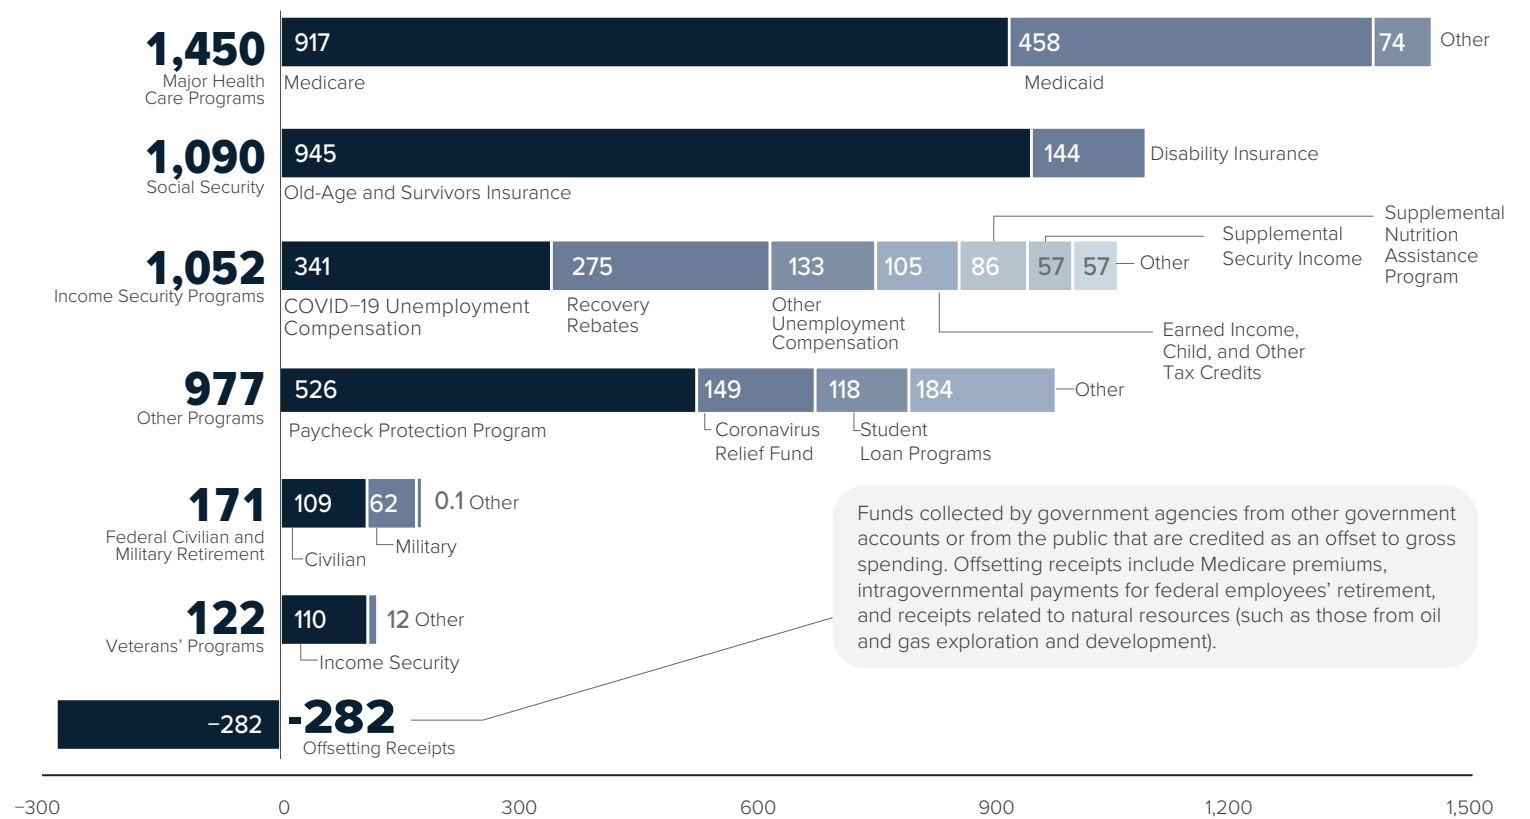 1,450
Major Health
Care Programs
917
458
74
Other
Medicare
Medicaid
1,090
Social Security
945
144
Disability Insurance
Old-Age and Survivors Insurance
1,052
Income Security Programs
341
275
133
105
86
57
57
Other
Supplemental
Security Income
Supplemental
Nutrition
Assistance
Program
COVID−19 Unemployment
Compensation
Recovery
Rebates
Other
Unemployment
Compensation
Earned Income,
Child, and Other
Tax Credits
977
Other Programs
526
149
118
184
Other
Paycheck Protection Program
Coronavirus
Relief Fund
Student
Loan Programs
171
Federal Civilian and
Military Retirement
109
62
0.1 Other
Civilian
Military
122
Veterans’ Programs
110
12 Other
Income Security
−282
-282
Offsetting Receipts
Funds collected by government agencies from other government
accounts or from the public that are credited as an offset to gross
spending. Offsetting receipts include Medicare premiums,
intragovernmental payments for federal employees’ retirement,
and receipts related to natural resources (such as those from oil
and gas exploration and development).
−300
0
300
600
900
1,200
1,500